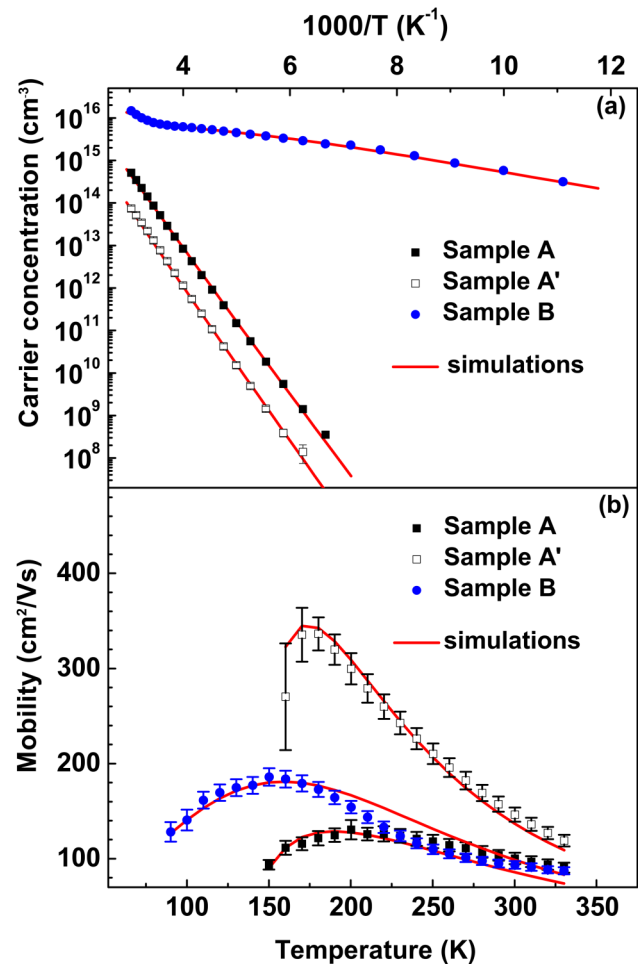 1000/T (K⁻¹)
4 6 8 10 12
(a)
Carrier concentration (cm⁻³)
10¹⁶
10¹⁵
10¹⁴
10¹³
10¹²
10¹¹
10¹⁰
10⁹
10⁸
Sample A
Sample A'
Sample B
simulations
(b)
Mobility (cm²/Vs)
400
300
200
100
Sample A
Sample A'
Sample B
simulations
100 150 200 250 300 350
Temperature (K)